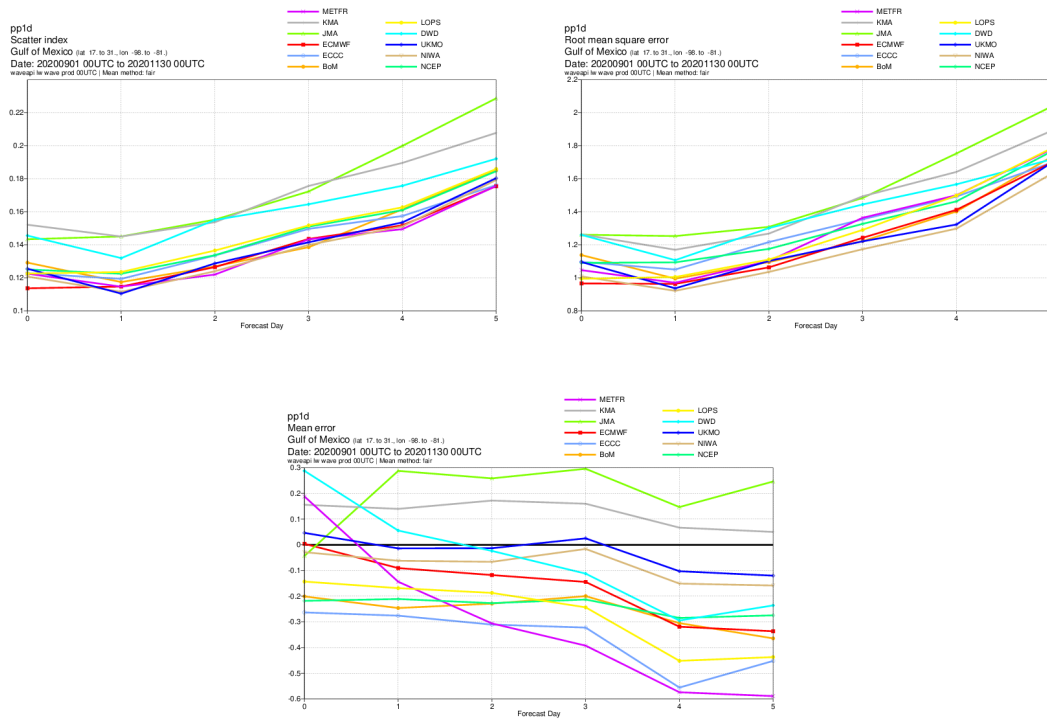 METFR
KMA LOPS
JMA DWD
ECMWF UKMO
ECCC NIWA
BoM NCEP
pp1d
Scatter index
Gulf of Mexico (lat 17. to 31., lon -98. to -81.)
Date: 20200901 00UTC to 20201130 00UTC
waveapi lw wave prod 00UTC | Mean method: fair
0.22
0.2
0.18
0.16
0.14
0.12
0.1
0 1 2 3 4 5
Forecast Day
METFR
KMA LOPS
JMA DWD
ECMWF UKMO
ECCC NIWA
BoM NCEP
pp1d
Root mean square error
Gulf of Mexico (lat 17. to 31., lon -98. to -81.)
Date: 20200901 00UTC to 20201130 00UTC
waveapi lw wave prod 00UTC | Mean method: fair
2.2
2
1.8
1.6
1.4
1.2
1
0.8
0 1 2 3 4
Forecast Day
METFR
KMA LOPS
JMA DWD
ECMWF UKMO
ECCC NIWA
BoM NCEP
pp1d
Mean error
Gulf of Mexico (lat 17. to 31., lon -98. to -81.)
Date: 20200901 00UTC to 20201130 00UTC
waveapi lw wave prod 00UTC | Mean method: fair
0.3
0.2
0.1
0
-0.1
-0.2
-0.3
-0.4
-0.5
-0.6
0 1 2 3 4 5
Forecast Day